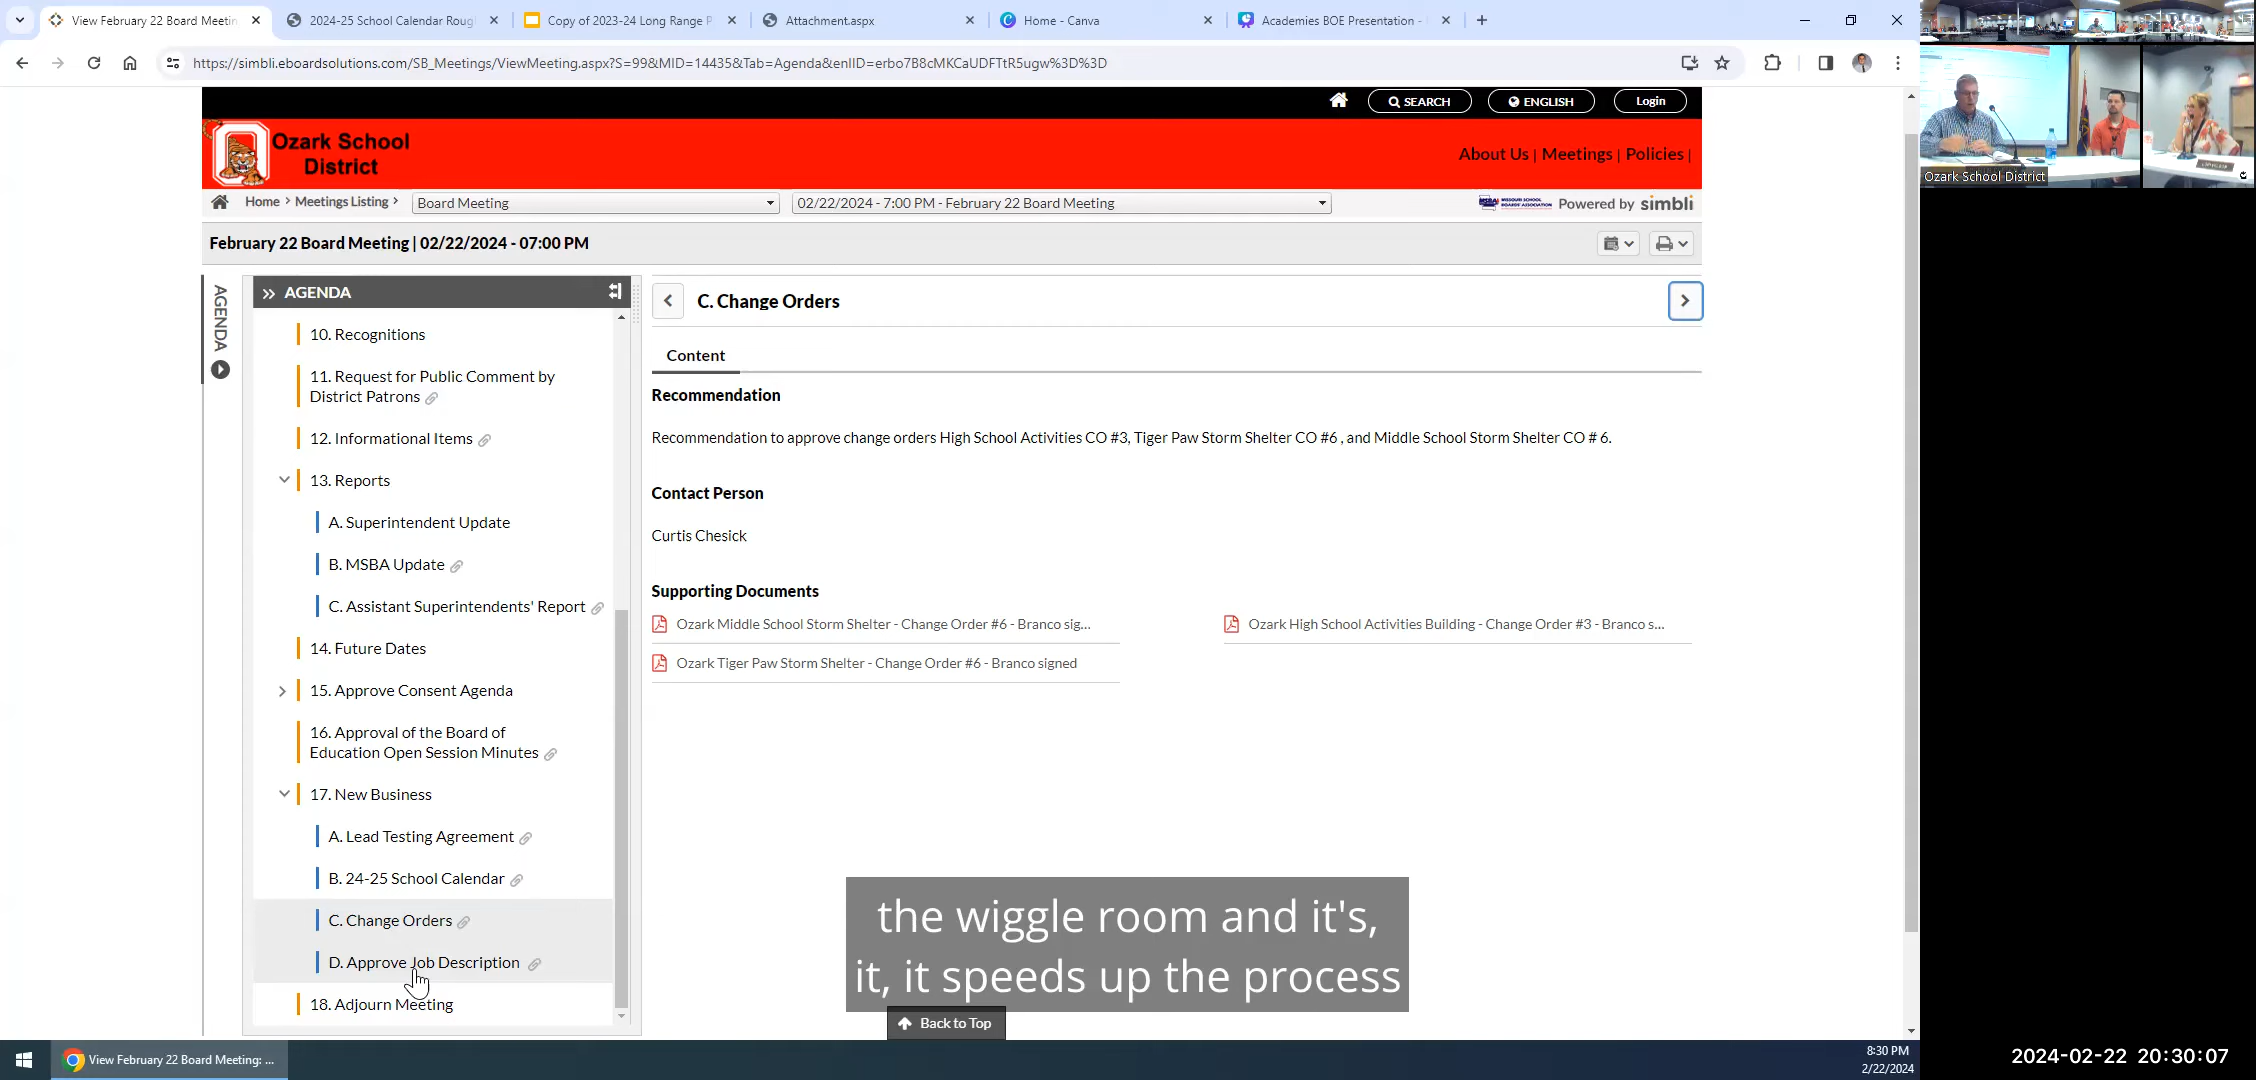 View February 22 Board Meetin
2024-25 School Calendar Roug
Copy of 2023-24 Long Range P
Attachment.aspx
Home - Canva
Academies BOE Presentation -
https://simbli.eboardsolutions.com/SB_Meetings/ViewMeeting.aspx?S=99&MID=14435&Tab=Agenda&enIID=erbo7B8cMKCaUDFTtR5ugw%3D%3D
SEARCH
ENGLISH
Login
Ozark School
District
About Us | Meetings | Policies |
Home > Meetings Listing >
Board Meeting
02/22/2024 - 7:00 PM - February 22 Board Meeting
MSBA
Powered by simbli
February 22 Board Meeting | 02/22/2024 - 07:00 PM
AGENDA
AGENDA
10. Recognitions
11. Request for Public Comment by
District Patrons
12. Informational Items
13. Reports
A. Superintendent Update
B. MSBA Update
C. Assistant Superintendents' Report
14. Future Dates
15. Approve Consent Agenda
16. Approval of the Board of
Education Open Session Minutes
17. New Business
A. Lead Testing Agreement
B. 24-25 School Calendar
C. Change Orders
D. Approve Job Description
18. Adjourn Meeting
C. Change Orders
Content
Recommendation
Recommendation to approve change orders High School Activities CO #3, Tiger Paw Storm Shelter CO #6 , and Middle School Storm Shelter CO # 6.
Contact Person
Curtis Chesick
Supporting Documents
Ozark Middle School Storm Shelter - Change Order #6 - Branco sig...
Ozark High School Activities Building - Change Order #3 - Branco s...
Ozark Tiger Paw Storm Shelter - Change Order #6 - Branco signed
the wiggle room and it's,
it, it speeds up the process
Back to Top
View February 22 Board Meeting: ...
8:30 PM
2/22/2024
Ozark School District
2024-02-22 20:30:07